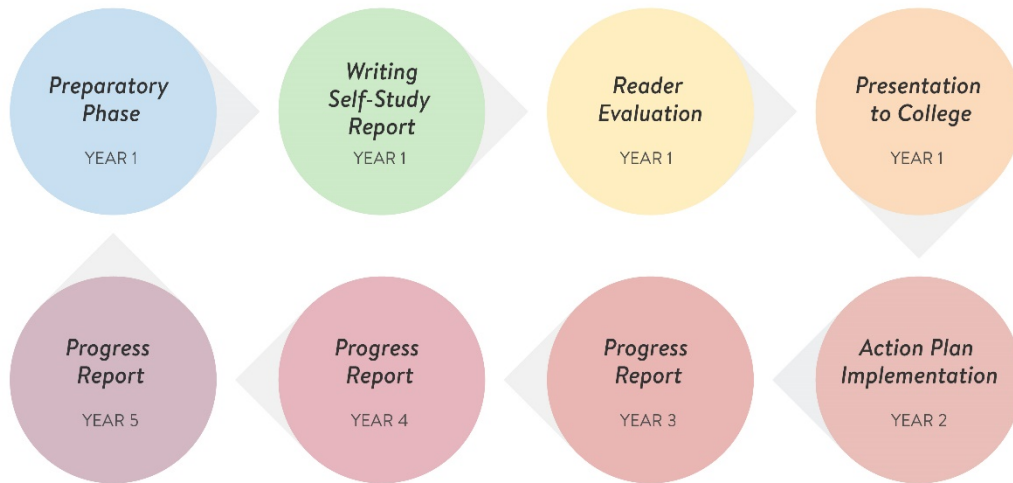 Preparatory
Phase
YEAR 1
Writing
Self-Study
Report
YEAR 1
Reader
Evaluation
YEAR 1
Presentation
to College
YEAR 1
Action Plan
Implementation
YEAR 2
Progress
Report
YEAR 3
Progress
Report
YEAR 4
Progress
Report
YEAR 5